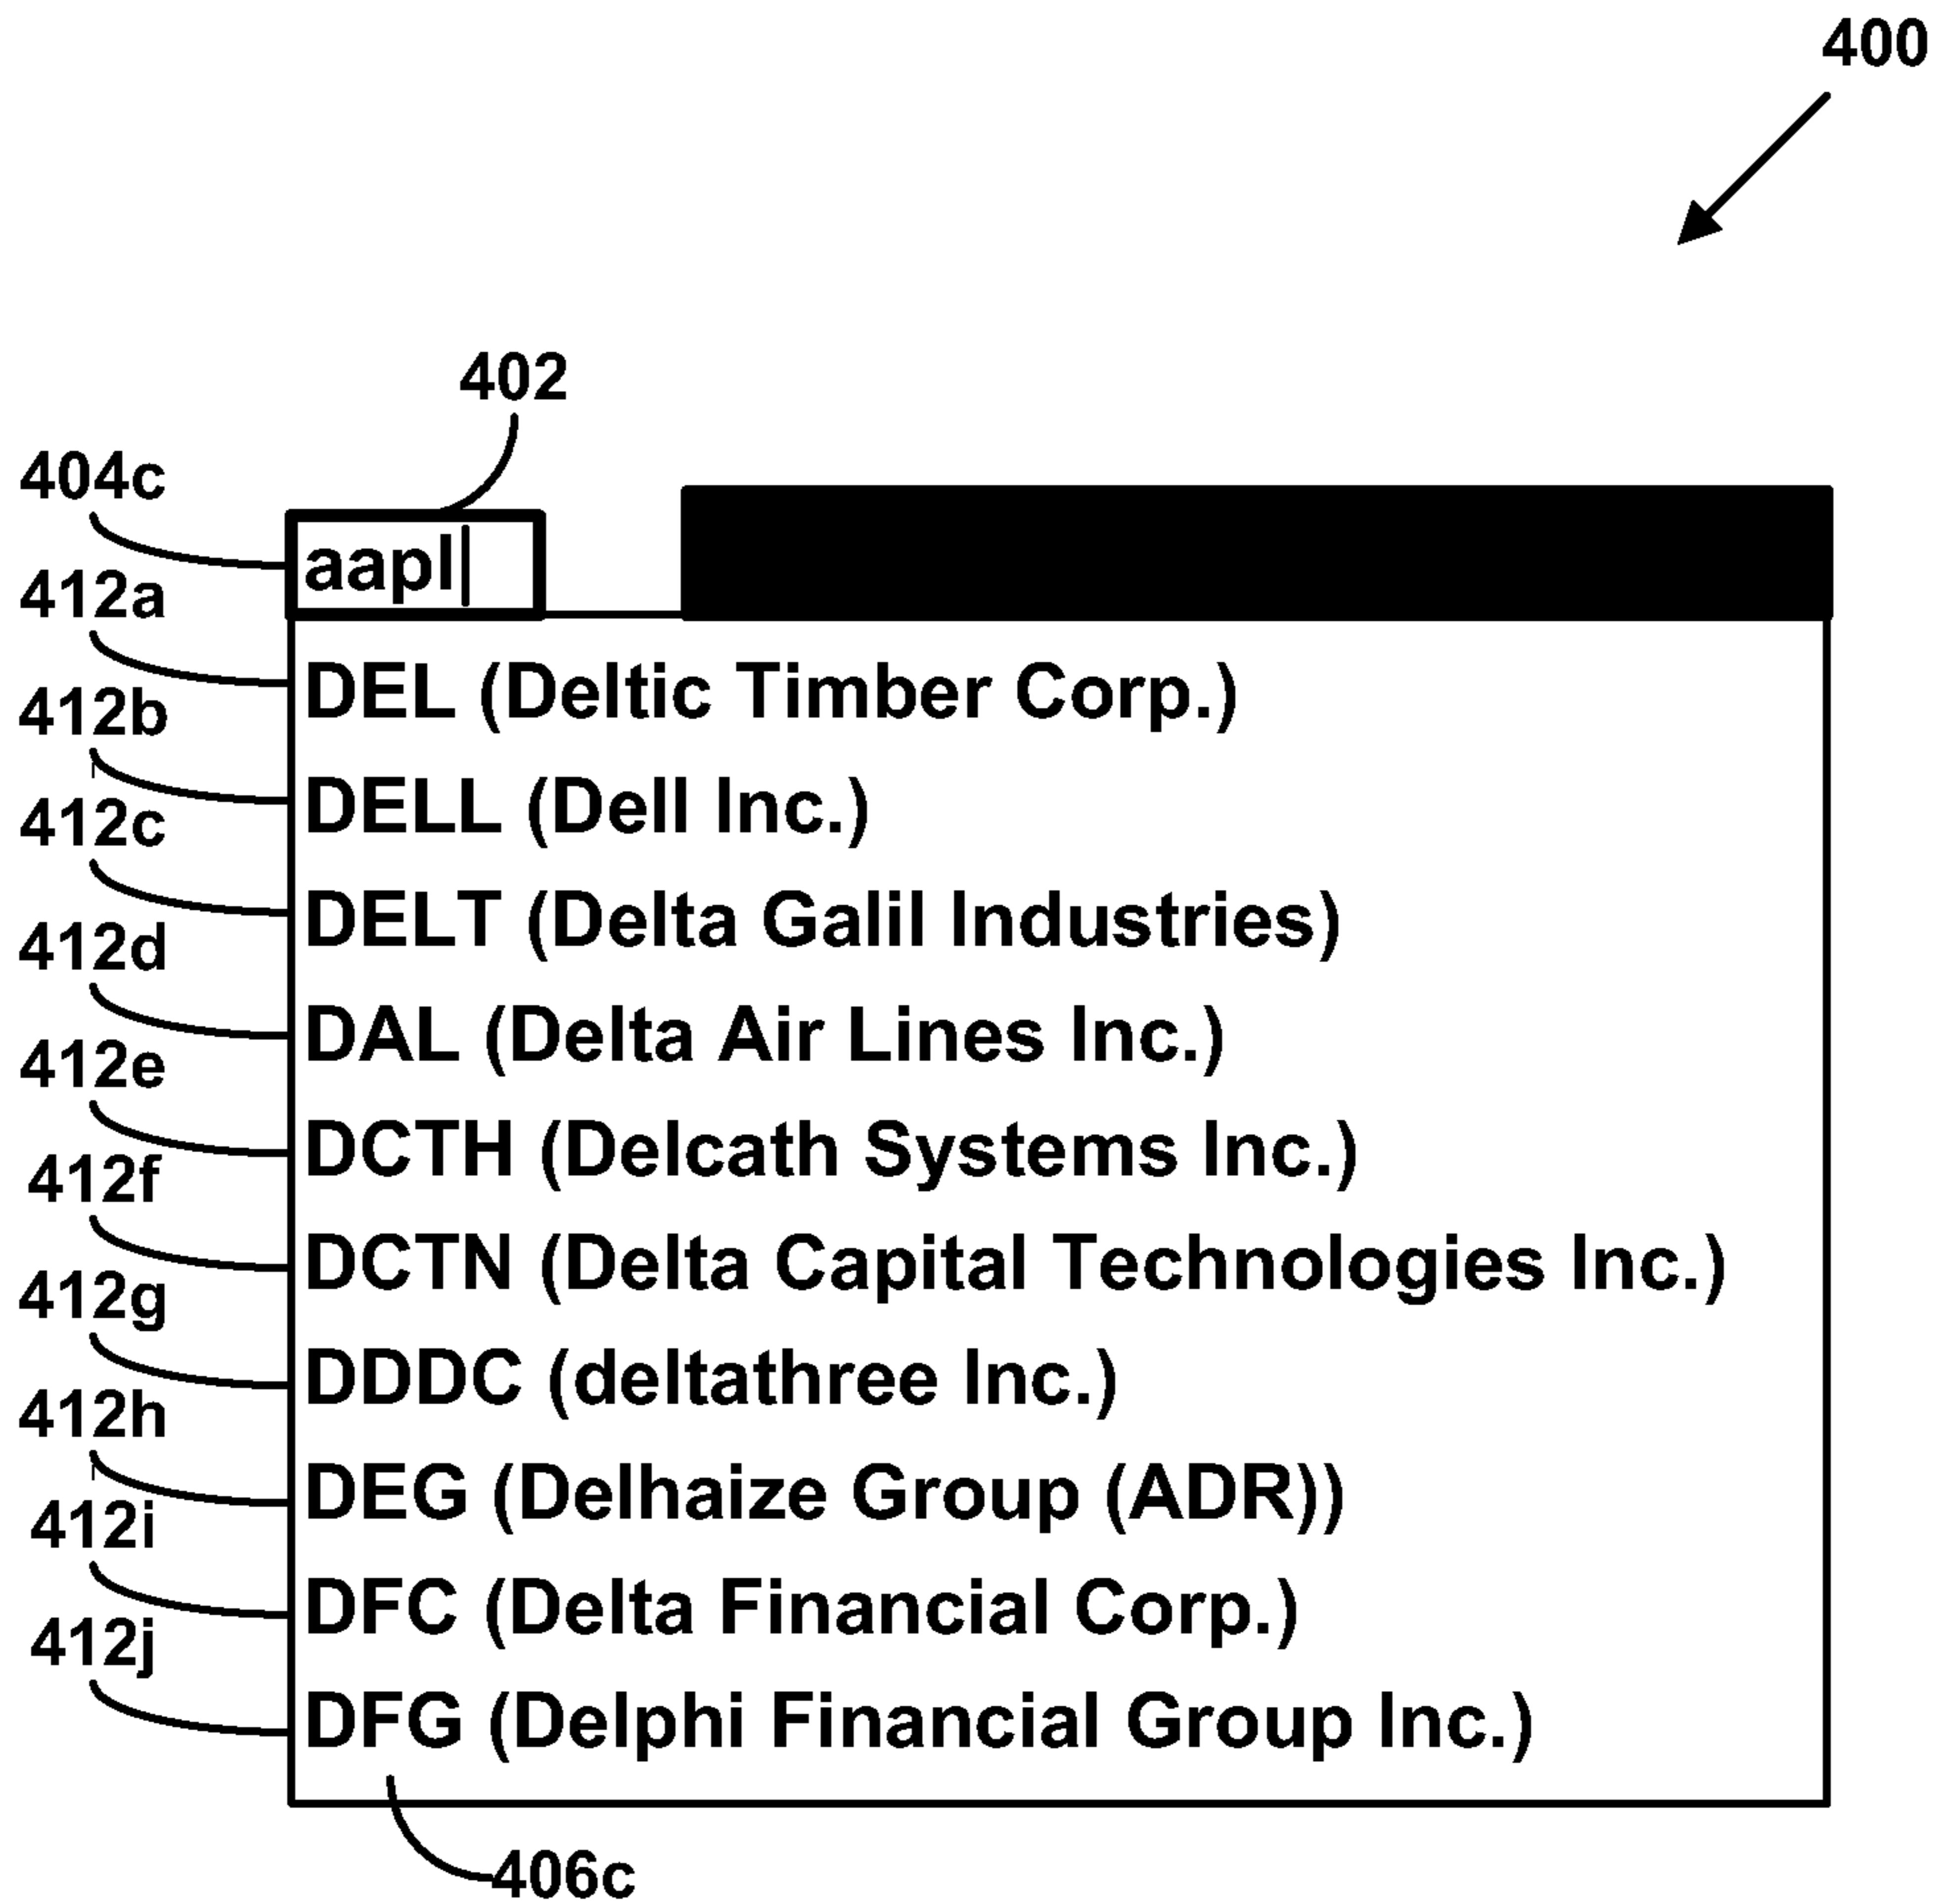 400
402
404c
aapl
412a
DEL (Deltic Timber Corp.)
412b
DELL (Dell Inc.)
412c
DELT (Delta Galil Industries)
412d
DAL (Delta Air Lines Inc.)
412e
DCTH (Delcath Systems Inc.)
412f
DCTN (Delta Capital Technologies Inc.)
412g
DDDC (deltathree Inc.)
412h
DEG (Delhaize Group (ADR))
412i
DFC (Delta Financial Corp.)
412j
DFG (Delphi Financial Group Inc.)
406c